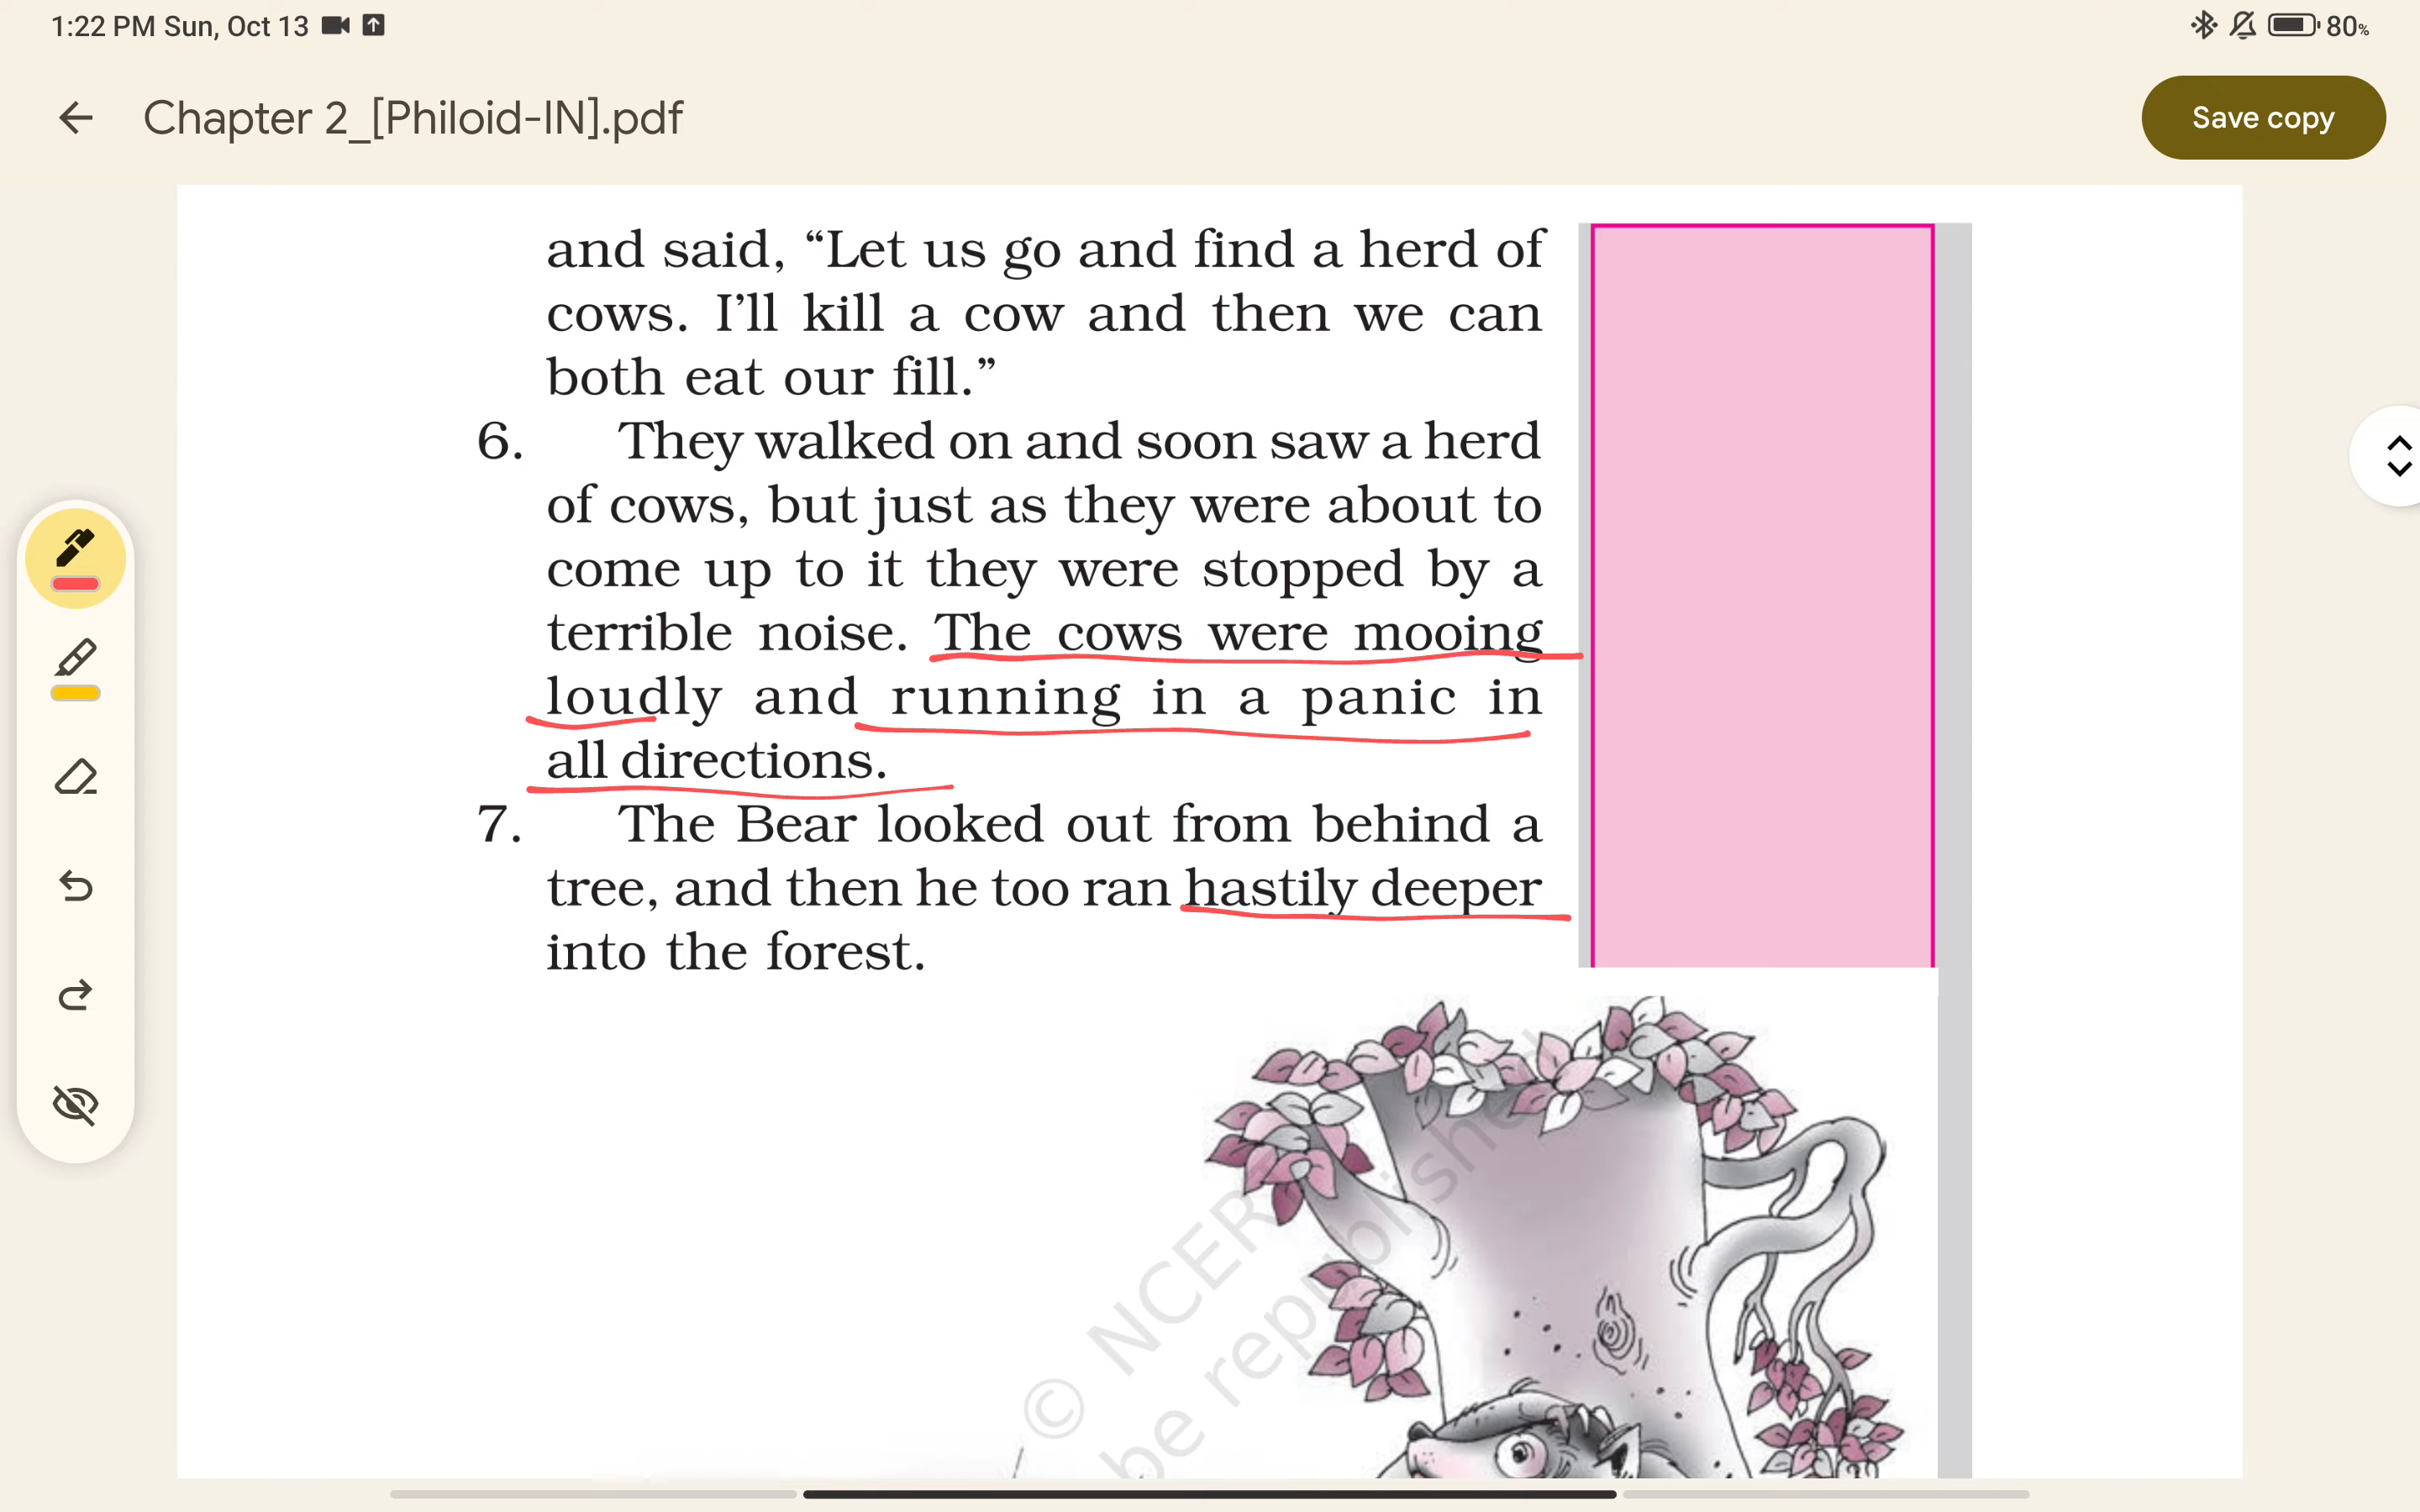 1:22 PM Sun, Oct 13
80%
Chapter 2_[Philoid-IN].pdf
Save copy
and said, “Let us go and find a herd of
cows. I’ll kill a cow and then we can
both eat our fill.”
6. They walked on and soon saw a herd
of cows, but just as they were about to
come up to it they were stopped by a
terrible noise. The cows were mooing
loudly and running in a panic in
all directions.
7. The Bear looked out from behind a
tree, and then he too ran hastily deeper
into the forest.
© NCER
be republished